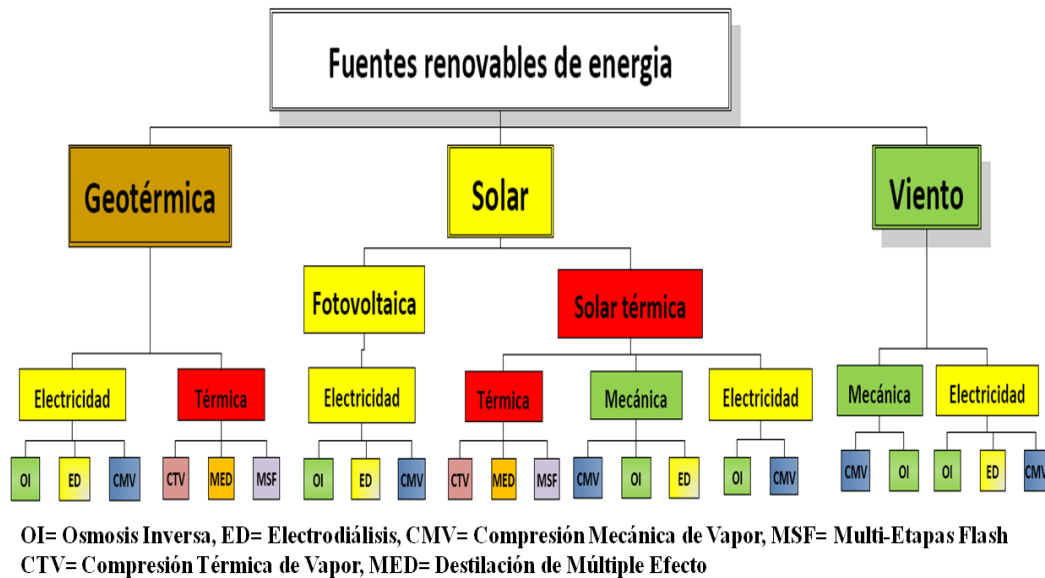 Fuentes renovables de energia
Geotérmica
Solar
Viento
Fotovoltaica
Solar térmica
Electricidad
Térmica
Electricidad
Térmica
Mecánica
Electricidad
Mecánica
Electricidad
OI
ED
CMV
CTV
MED
MSF
OI
ED
CMV
CTV
MED
MSF
CMV
OI
ED
OI
CMV
CMV
OI
OI
ED
CMV
OI= Osmosis Inversa, ED= Electrodiálisis, CMV= Compresión Mecánica de Vapor, MSF= Multi-Etapas Flash
CTV= Compresión Térmica de Vapor, MED= Destilación de Múltiple Efecto